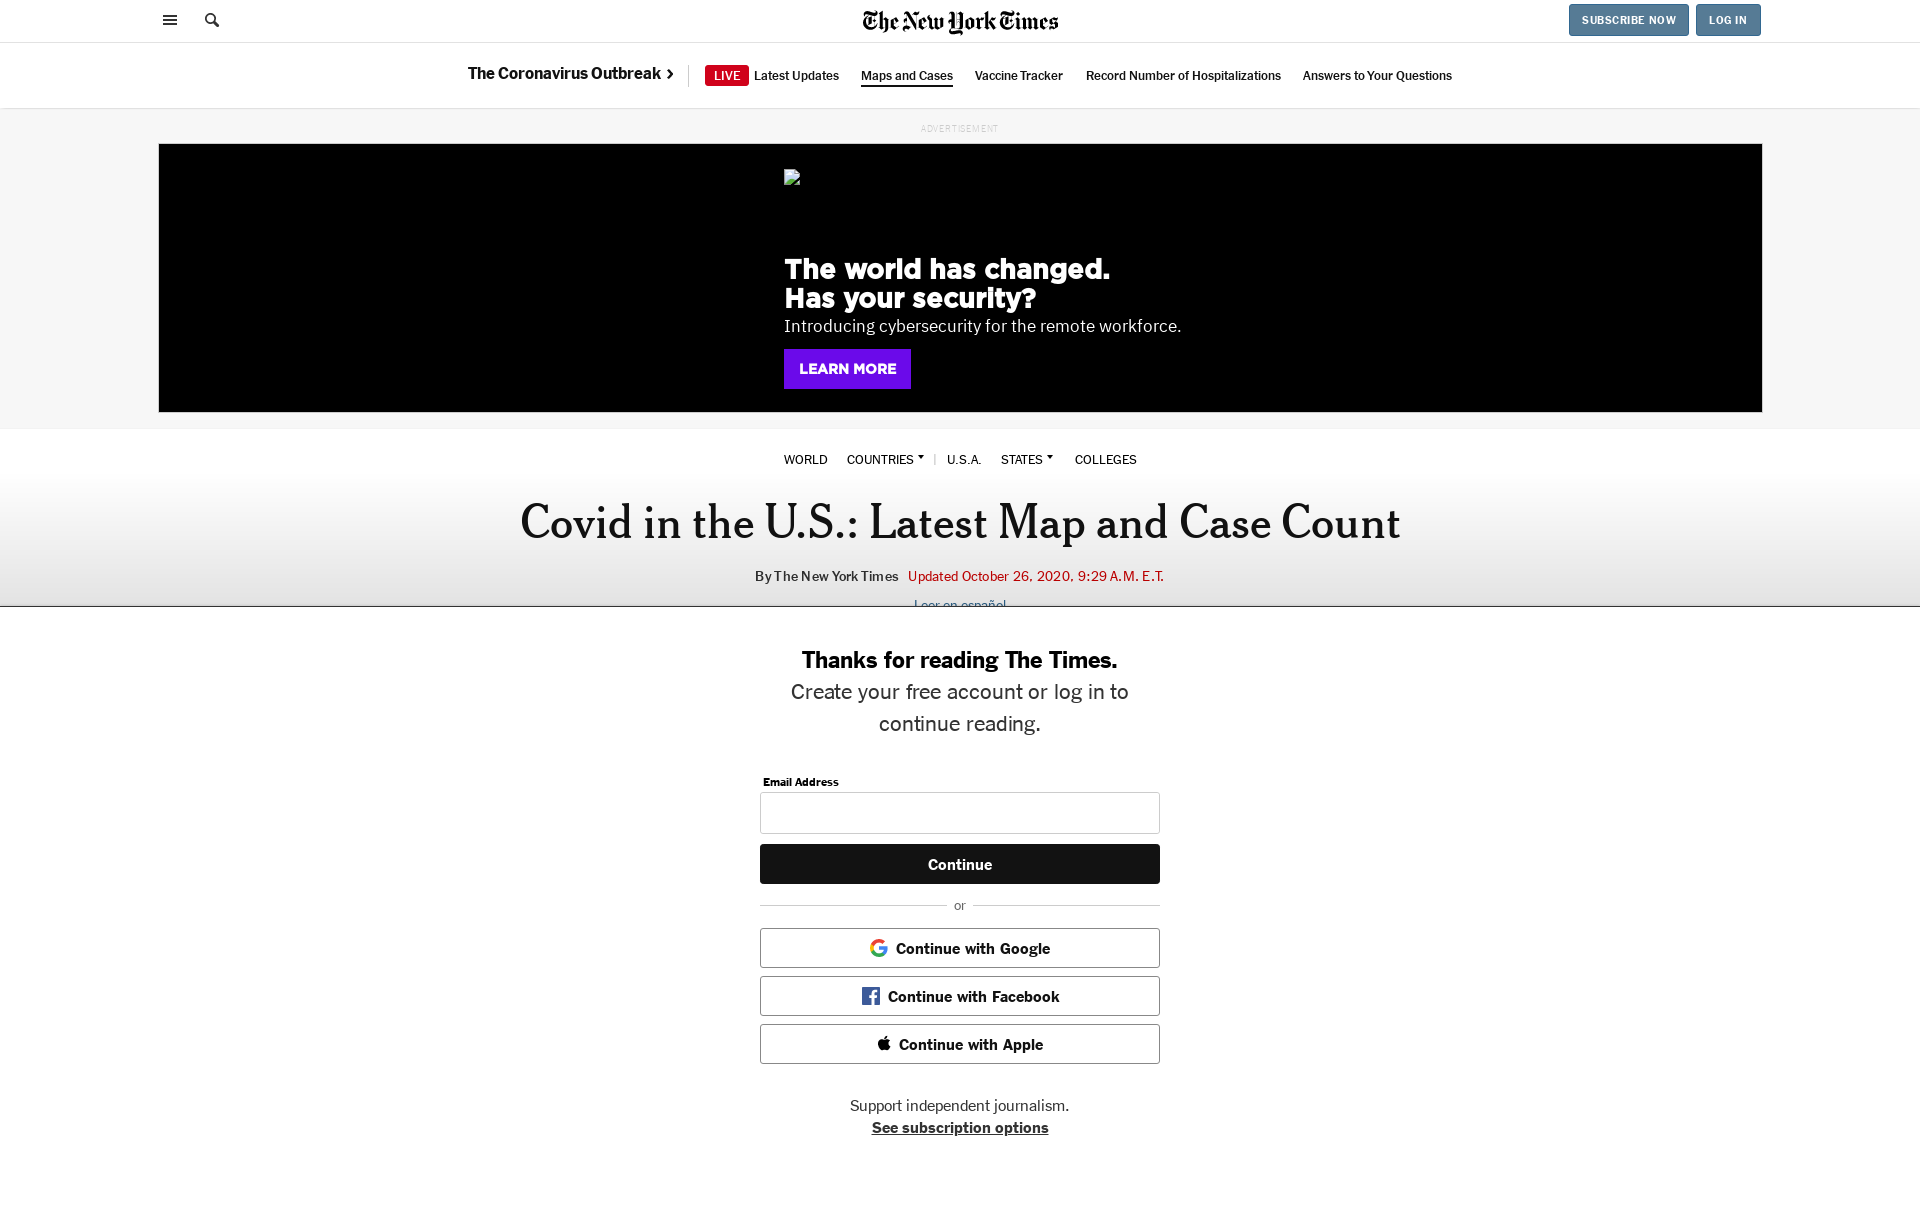 The New York Times
SUBSCRIBE NOW
LOG IN
The Coronavirus Outbreak
LIVE Latest Updates
Maps and Cases
Vaccine Tracker
Record Number of Hospitalizations
Answers to Your Questions
ADVERTISEMENT
The world has changed.
Has your security?
Introducing cybersecurity for the remote workforce.
LEARN MORE
WORLD COUNTRIES | U.S.A. STATES COLLEGES
Covid in the U.S.: Latest Map and Case Count
By The New York Times Updated October 26, 2020, 9:29 A.M. E.T.
Leer en español
Thanks for reading The Times.
Create your free account or log in to
continue reading.
Email Address
Continue
or
Continue with Google
Continue with Facebook
Continue with Apple
Support independent journalism.
See subscription options